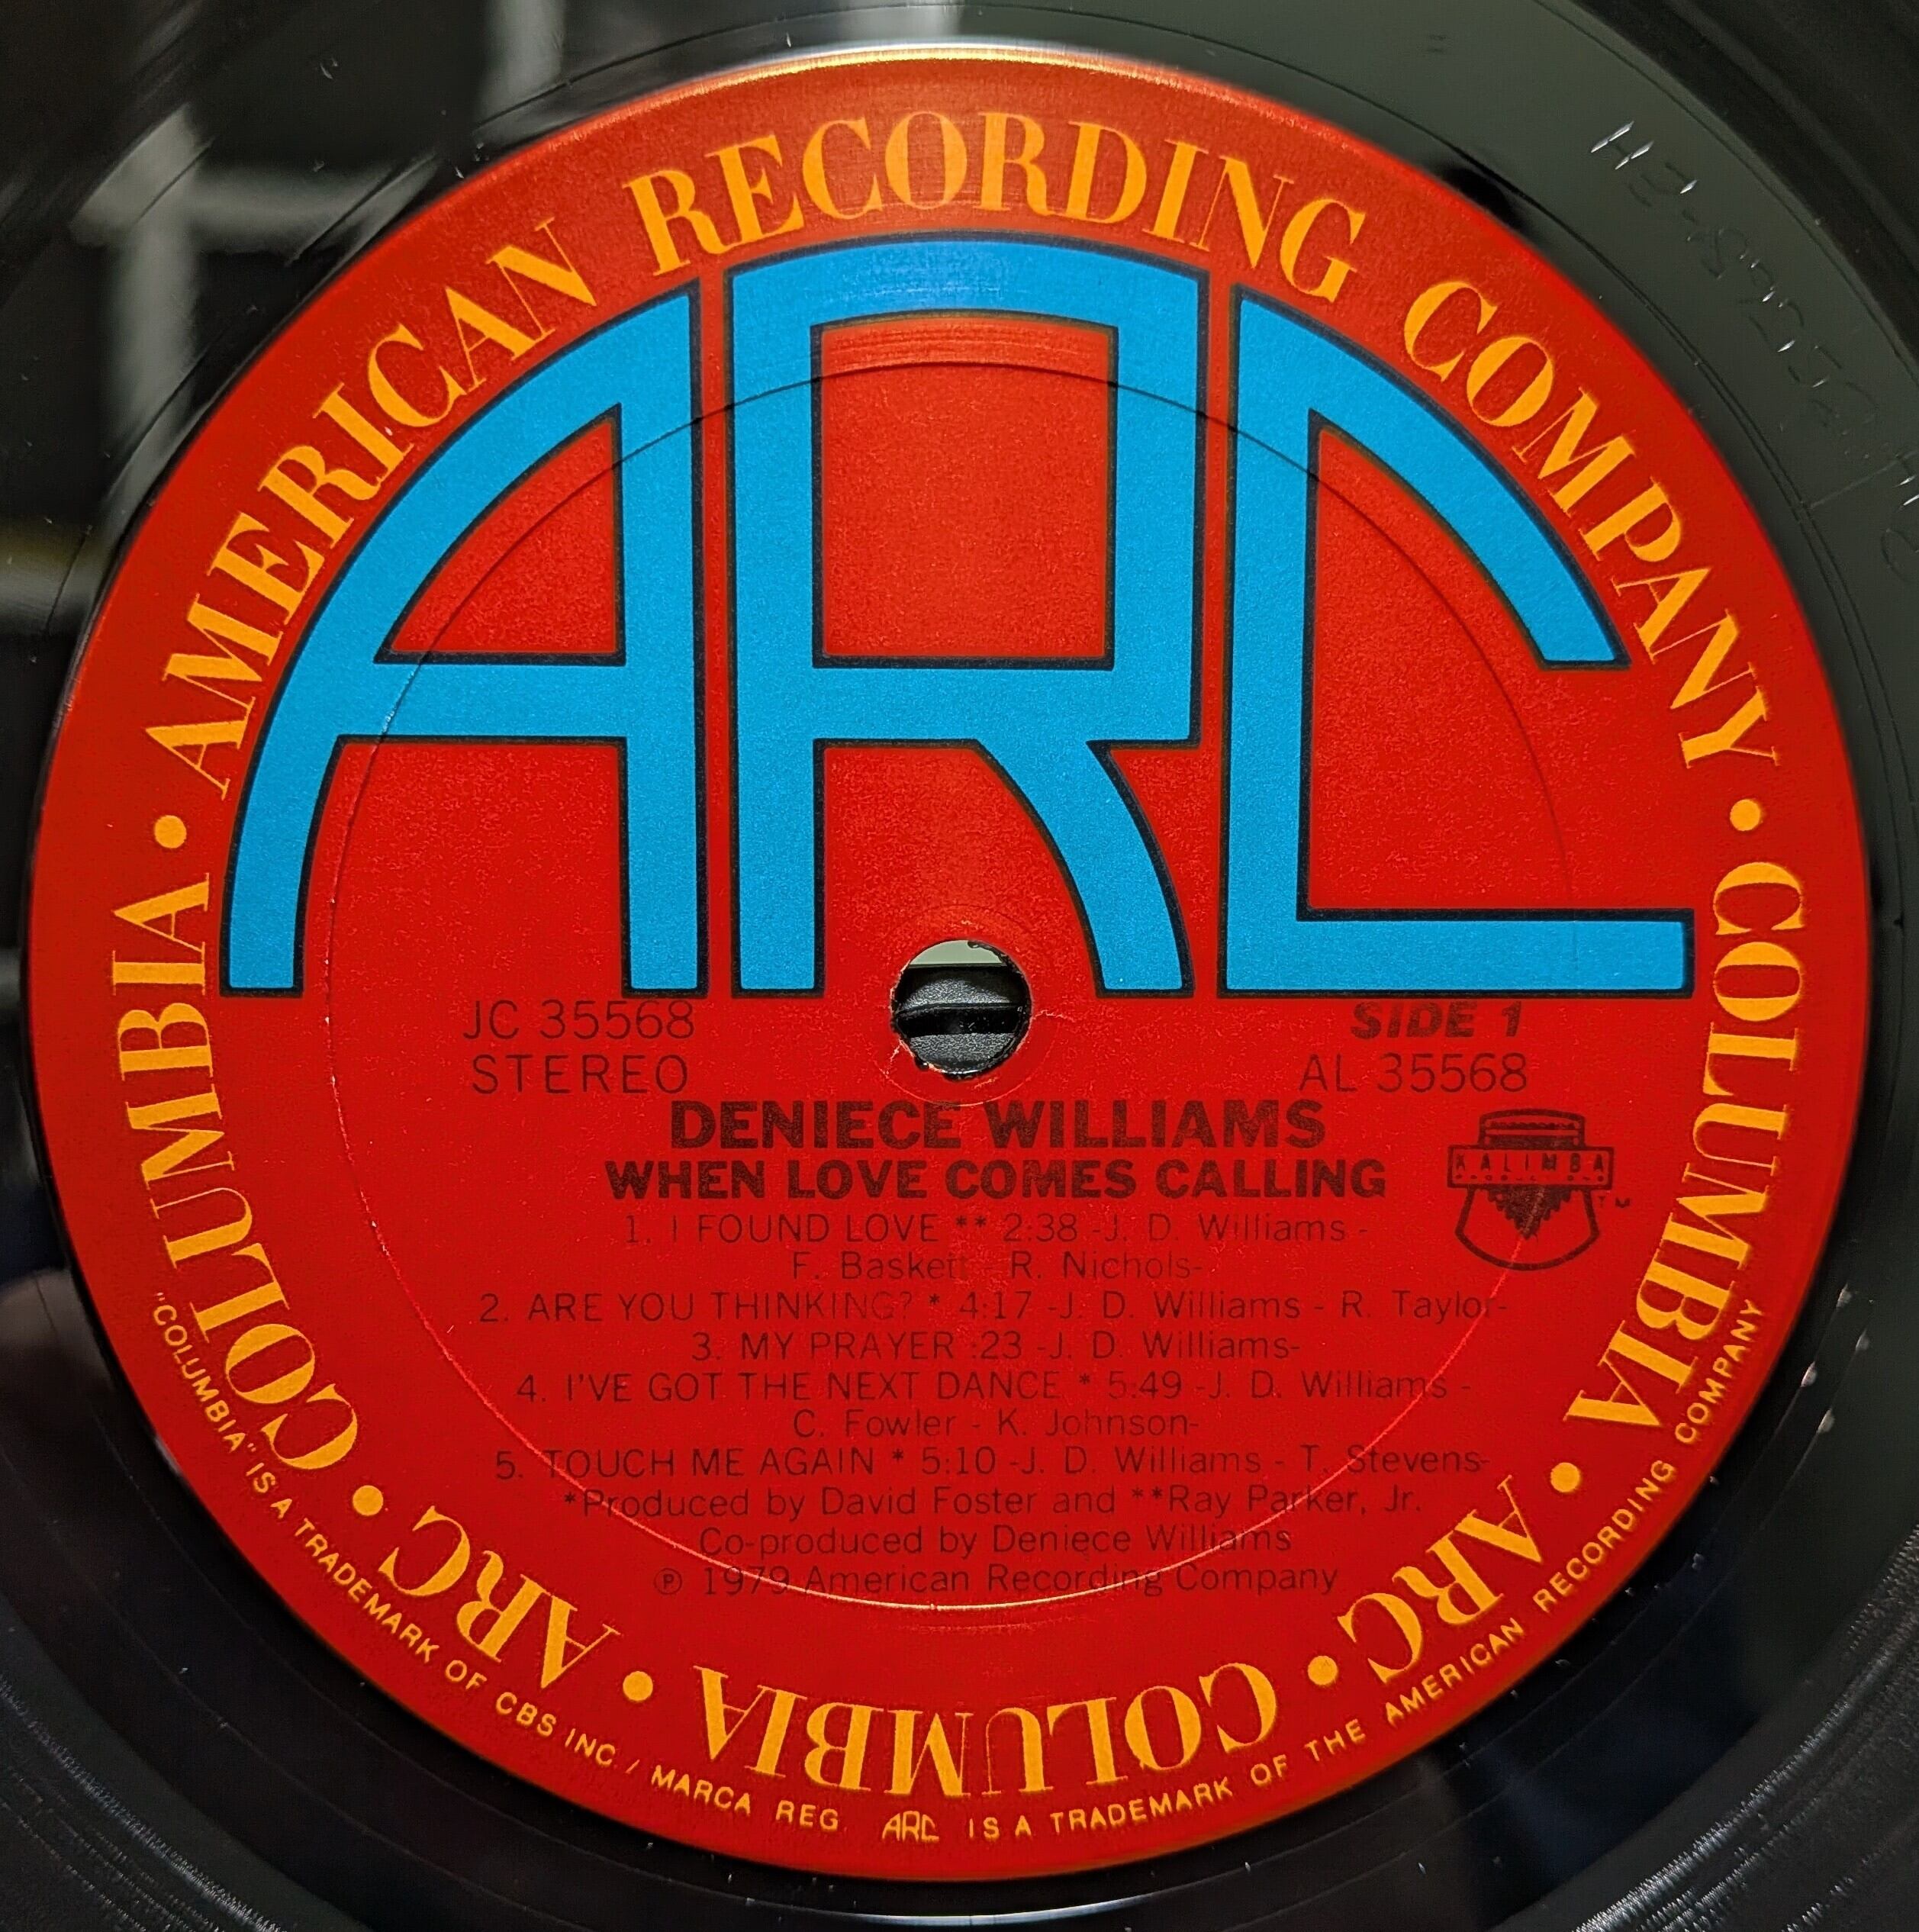 AMERICAN RECORDING COMPANY • COLUMBIA • ARC • COLUMBIA • ARC • COLUMBIA •
ARC
JC 35568
STEREO
SIDE 1
AL 35568
DENIECE WILLIAMS
WHEN LOVE COMES CALLING
KALIMBA
PRODUCTIONS
TM
1. I FOUND LOVE ** 2:38 -J. D. Williams -
F. Baskett - R. Nichols-
2. ARE YOU THINKING? * 4:17 -J. D. Williams - R. Taylor-
3. MY PRAYER :23 -J. D. Williams-
4. I'VE GOT THE NEXT DANCE * 5:49 -J. D. Williams -
C. Fowler - K. Johnson-
5. TOUCH ME AGAIN * 5:10 -J. D. Williams - T. Stevens-
*Produced by David Foster and **Ray Parker, Jr.
Co-produced by Deniece Williams
℗ 1979 American Recording Company
"COLUMBIA" IS A TRADEMARK OF CBS INC. / MARCA REG. ARC IS A TRADEMARK OF THE AMERICAN RECORDING COMPANY